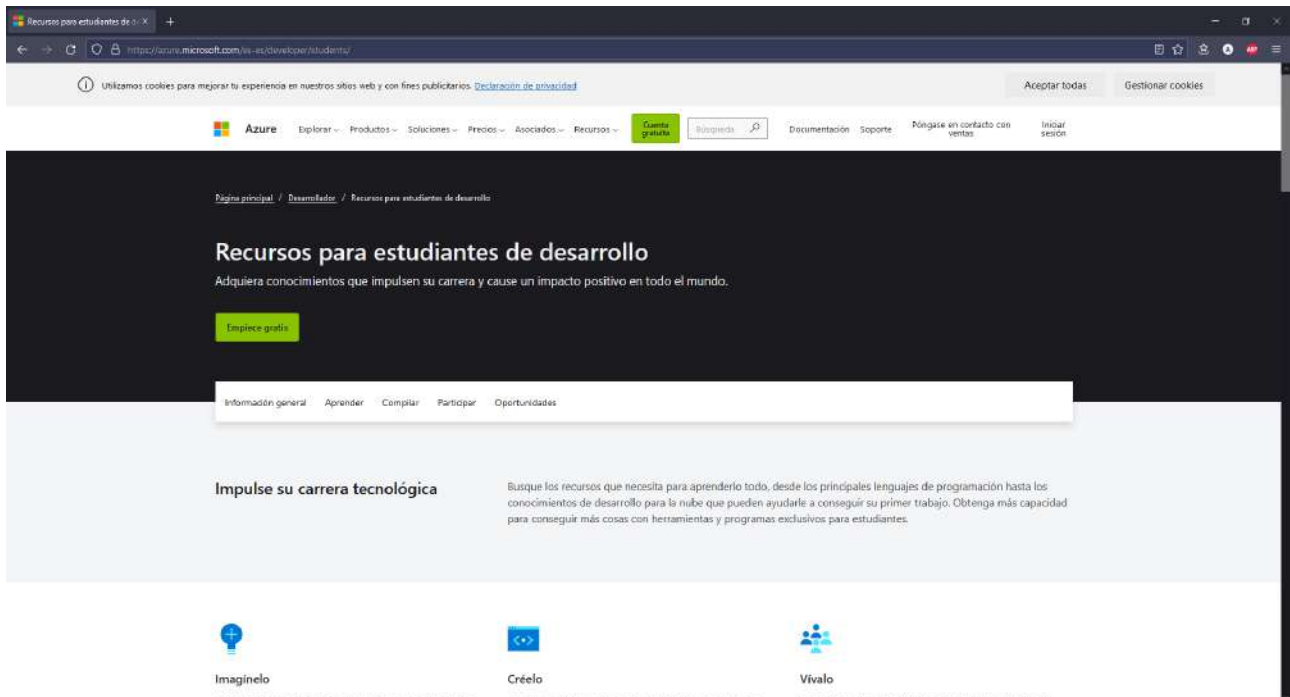 Recursos para estudiantes de
https://azure.microsoft.com/es-es/developer/students/
Utilizamos cookies para mejorar tu experiencia en nuestros sitios web y con fines publicitarios. Declaración de privacidad
Aceptar todas
Gestionar cookies
Azure
Explorar
Productos
Soluciones
Precios
Asociados
Recursos
Cuenta
gratuita
Búsqueda
Documentación
Soporte
Póngase en contacto con
ventas
Iniciar
sesión
Página principal / Desarrollador / Recursos para estudiantes de desarrollo
Recursos para estudiantes de desarrollo
Adquiera conocimientos que impulsen su carrera y cause un impacto positivo en todo el mundo.
Empiece gratis
Información general
Aprender
Compilar
Participar
Oportunidades
Impulse su carrera tecnológica
Busque los recursos que necesita para aprenderlo todo, desde los principales lenguajes de programación hasta los
conocimientos de desarrollo para la nube que pueden ayudarle a conseguir su primer trabajo. Obtenga más capacidad
para conseguir más cosas con herramientas y programas exclusivos para estudiantes.
Imagínelo
Créelo
Vívalo